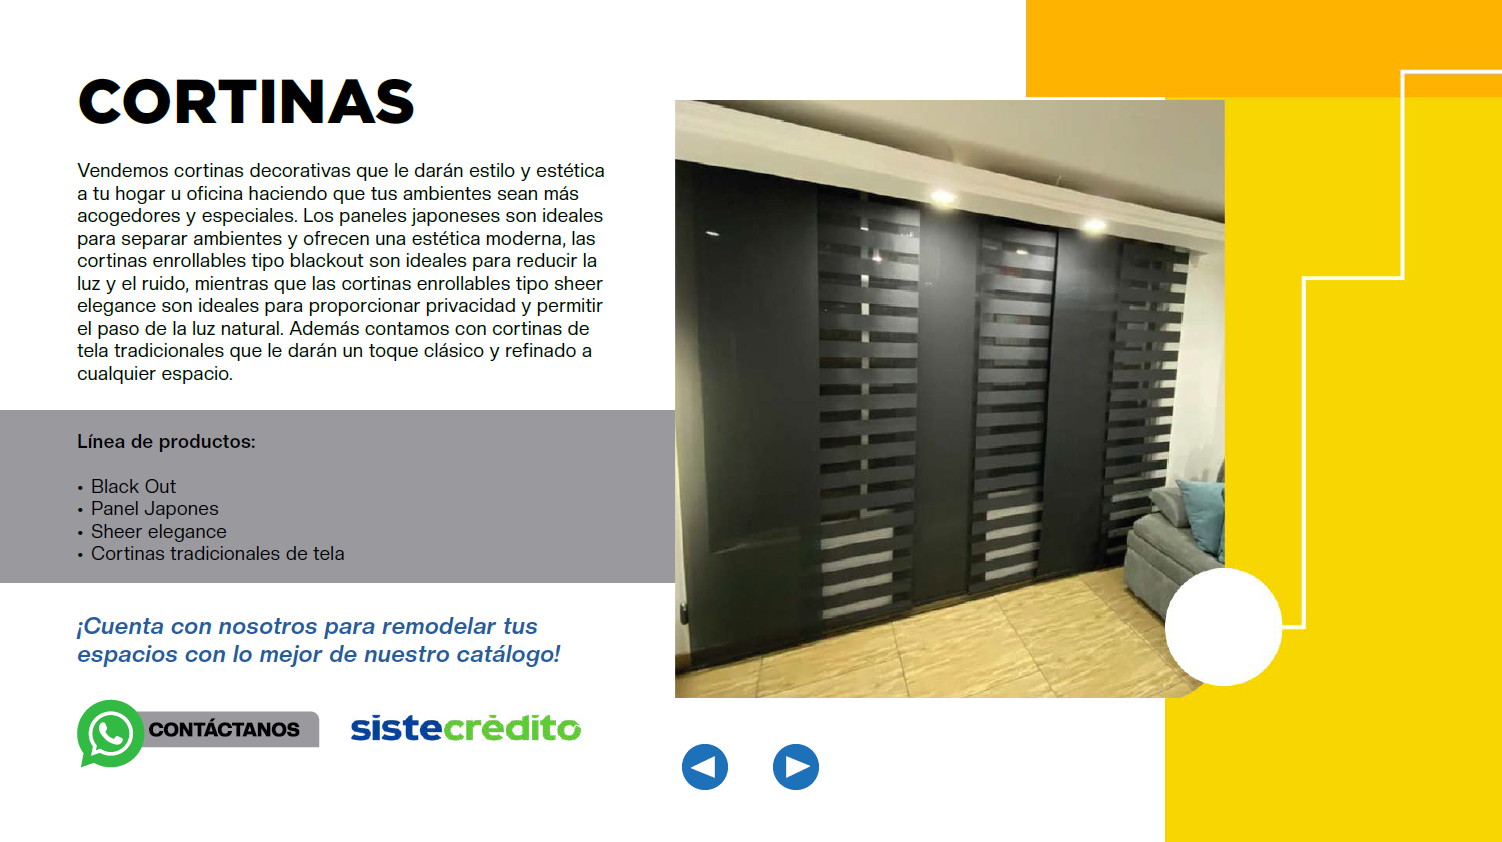 CORTINAS
Vendemos cortinas decorativas que le darán estilo y estética
a tu hogar u oficina haciendo que tus ambientes sean más
acogedores y especiales. Los paneles japoneses son ideales
para separar ambientes y ofrecen una estética moderna, las
cortinas enrollables tipo blackout son ideales para reducir la
luz y el ruido, mientras que las cortinas enrollables tipo sheer
elegance son ideales para proporcionar privacidad y permitir
el paso de la luz natural. Además contamos con cortinas de
tela tradicionales que le darán un toque clásico y refinado a
cualquier espacio.
Línea de productos:
• Black Out
• Panel Japones
• Sheer elegance
• Cortinas tradicionales de tela
¡Cuenta con nosotros para remodelar tus
espacios con lo mejor de nuestro catálogo!
CONTÁCTANOS
sistecrédito